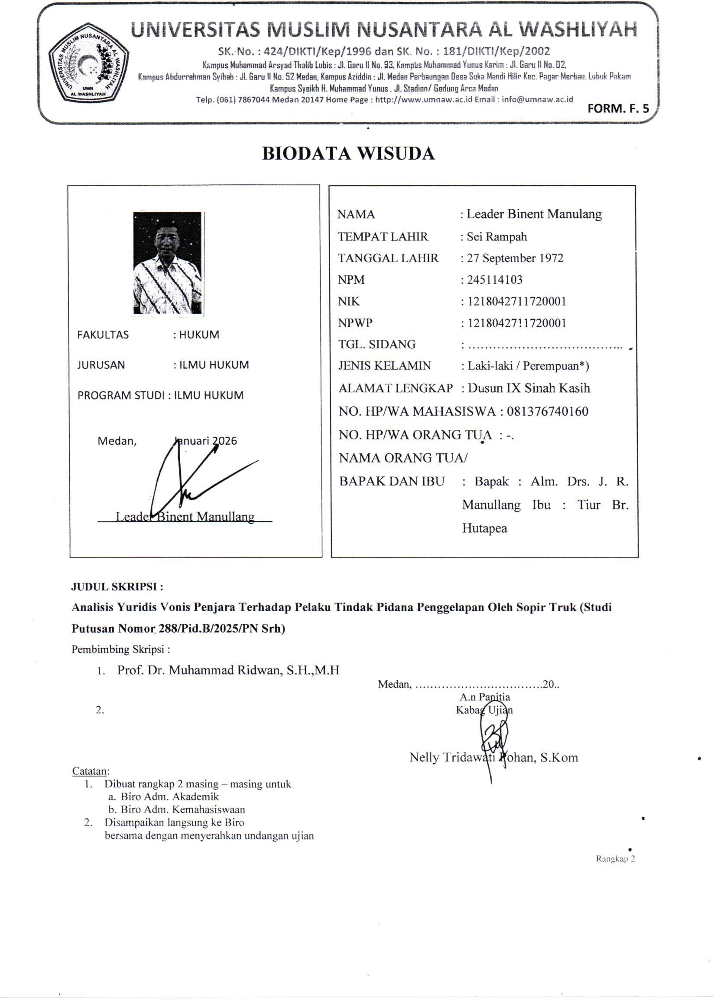 UNIVERSITAS MUSLIM NUSANTARA AL WASHLIYAH
UMN
AL WASHLIYAH
UNIVERSITAS MUSLIM NUSANTARA AL WASHLIYAH
SK. No. : 424/DIKTI/Kep/1996 dan SK. No. : 181/DIKTI/Kep/2002
Kampus Muhammad Arsyad Thalib Lubis : Jl. Garu II No. 93, Kampus Muhammad Yunus Karim : Jl. Garu II No. 02,
Kampus Abdurrahman Syihab : Jl. Garu II No. 52 Medan, Kampus Aziddin : Jl. Medan Perbaungan Desa Suka Mandi Hilir Kec. Pagar Merbau, Lubuk Pakam
Kampus Syeikh H. Muhammad Yunus , Jl. Stadion/ Gedung Arca Medan
Telp. (061) 7867044 Medan 20147 Home Page : http://www.umnaw.ac.id Email : info@umnaw.ac.id
FORM. F. 5
BIODATA WISUDA
FAKULTAS : HUKUM
JURUSAN : ILMU HUKUM
PROGRAM STUDI : ILMU HUKUM
Medan, Januari 2026
Leader Binent Manullang
NAMA : Leader Binent Manulang
TEMPAT LAHIR : Sei Rampah
TANGGAL LAHIR : 27 September 1972
NPM : 245114103
NIK : 1218042711720001
NPWP : 1218042711720001
TGL. SIDANG : ..........................................
JENIS KELAMIN : Laki-laki / Perempuan*)
ALAMAT LENGKAP : Dusun IX Sinah Kasih
NO. HP/WA MAHASISWA : 081376740160
NO. HP/WA ORANG TUA : -.
NAMA ORANG TUA/
BAPAK DAN IBU : Bapak : Alm. Drs. J. R.
Manullang Ibu : Tiur Br.
Hutapea
JUDUL SKRIPSI :
Analisis Yuridis Vonis Penjara Terhadap Pelaku Tindak Pidana Penggelapan Oleh Sopir Truk (Studi
Putusan Nomor 288/Pid.B/2025/PN Srh)
Pembimbing Skripsi :
1. Prof. Dr. Muhammad Ridwan, S.H.,M.H
Medan, ..................................20..
A.n Panitia
2.
Kabag Ujian
Nelly Tridawati Pohan, S.Kom
Catatan:
1. Dibuat rangkap 2 masing – masing untuk
a. Biro Adm. Akademik
b. Biro Adm. Kemahasiswaan
2. Disampaikan langsung ke Biro
bersama dengan menyerahkan undangan ujian
Rangkap 2